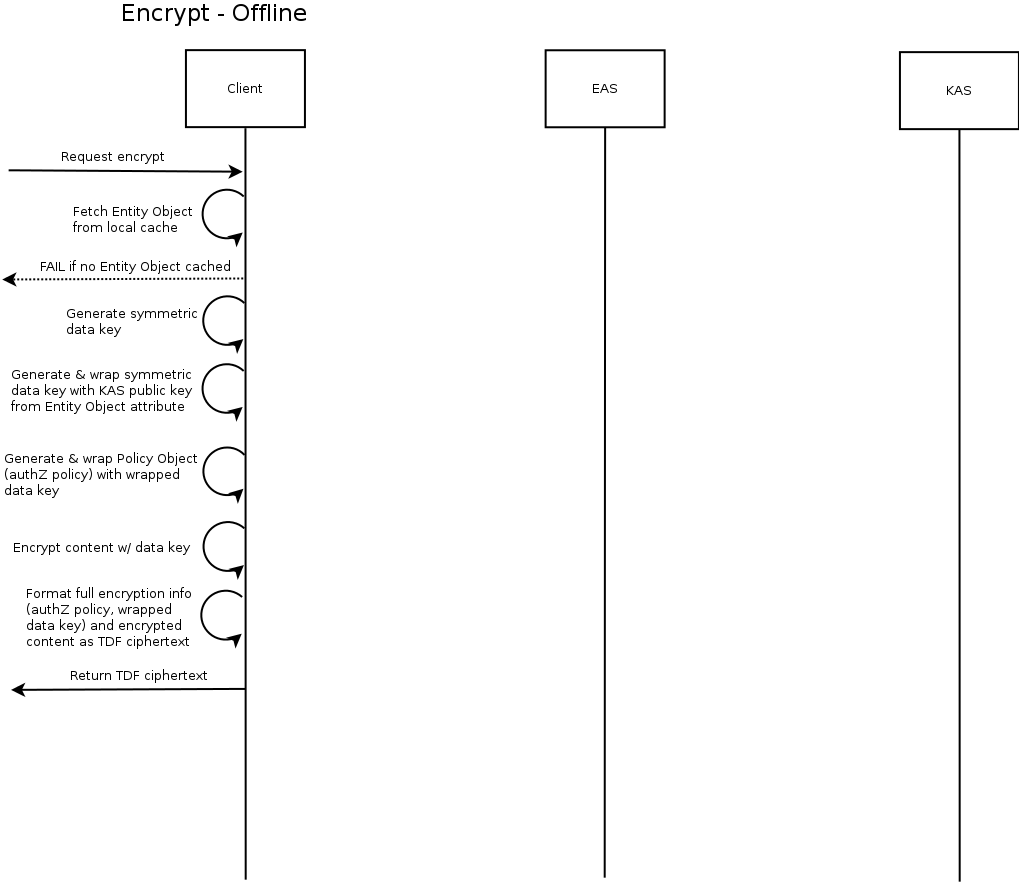 Encrypt - Offline
Client
EAS
KAS
Request encrypt
Fetch Entity Object
from local cache
FAIL if no Entity Object cached
Generate symmetric
data key
Generate & wrap symmetric
data key with KAS public key
from Entity Object attribute
Generate & wrap Policy Object
(authZ policy) with wrapped
data key
Encrypt content w/ data key
Format full encryption info
(authZ policy, wrapped
data key) and encrypted
content as TDF ciphertext
Return TDF ciphertext